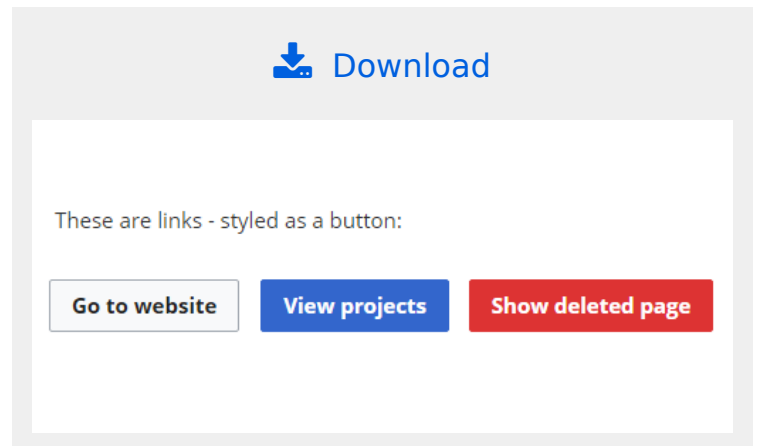 Download
These are links - styled as a button:
Go to website View projects Show deleted page